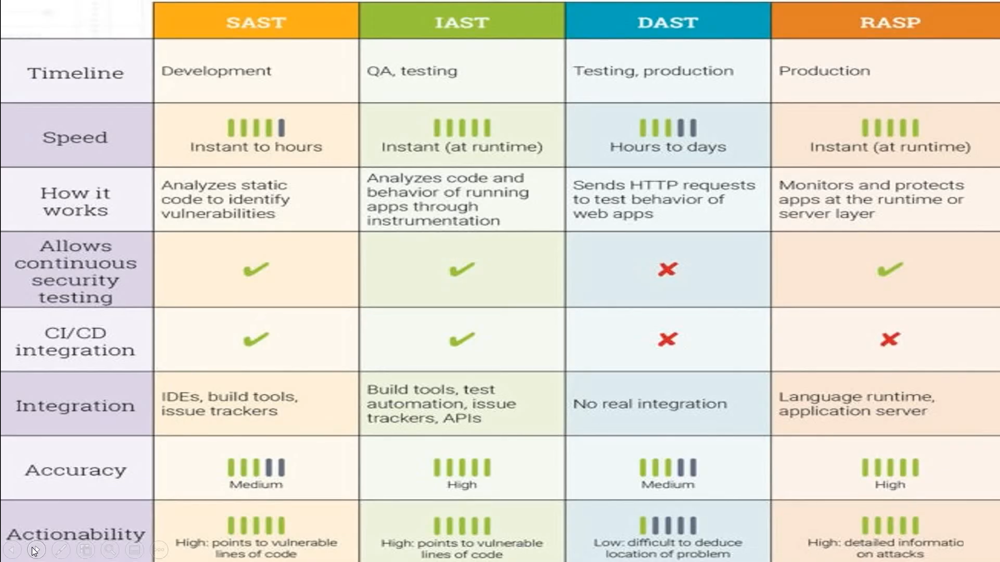 SAST IAST DAST RASP
Timeline
Development
QA, testing
Testing, production
Production
Speed
Instant to hours
Instant (at runtime)
Hours to days
Instant (at runtime)
How it
works
Analyzes static
code to identify
vulnerabilities
Analyzes code and
behavior of running
apps through
instrumentation
Sends HTTP requests
to test behavior of
web apps
Monitors and protects
apps at the runtime or
server layer
Allows
continuous
security
testing
CI/CD
integration
Integration
IDEs, build tools,
issue trackers
Build tools, test
automation, issue
trackers, APIs
No real integration
Language runtime,
application server
Accuracy
Medium
High
Medium
High
Actionability
High: points to vulnerable
lines of code
High: points to vulnerable
lines of code
Low: difficult to deduce
location of problem
High: detailed informatio
on attacks